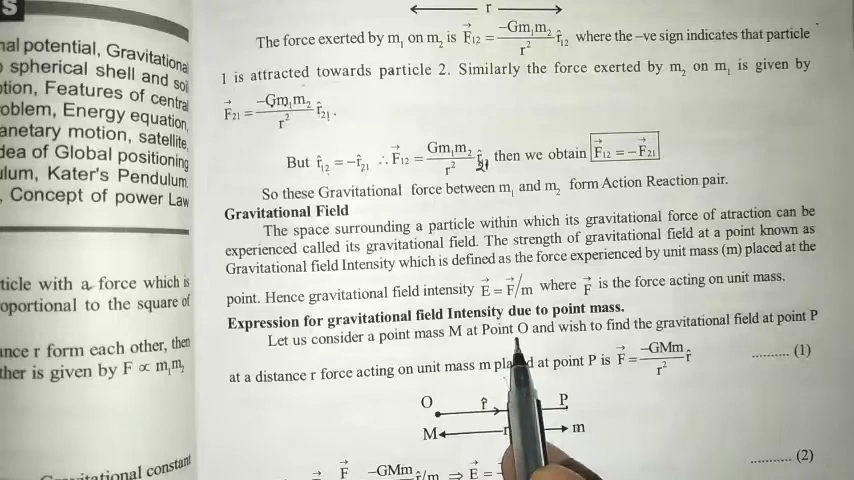 S
nal potential, Gravitational
spherical shell and
otion, Features of central
oblem, Energy equation,
anetary motion, satellite,
dea of Global positioning
ulum, Kater's Pendulum.
, Concept of power Law
ticle with a force which is
oportional to the square of
ance r form each other, then
ther is given by F ∝ m₁m₂
constant
r
The force exerted by m₁ on m₂ is F⃗₁₂ = −Gm₁m₂/r² r̂₁₂ where the –ve sign indicates that particle
1 is attracted towards particle 2. Similarly the force exerted by m₂ on m₁ is given by
F⃗₂₁ = −Gm₁m₂/r² r̂₂₁.
But r̂₁₂ = −r̂₂₁ ∴ F⃗₁₂ = Gm₁m₂/r² r̂₂₁ then we obtain F⃗₁₂ = −F⃗₂₁
So these Gravitational force between m₁ and m₂ form Action Reaction pair.
Gravitational Field
The space surrounding a particle within which its gravitational force of atraction can be
experienced called its gravitational field. The strength of gravitational field at a point known as
Gravitational field Intensity which is defined as the force experienced by unit mass (m) placed at the
point. Hence gravitational field intensity E⃗ = F⃗/m where F⃗ is the force acting on unit mass.
Expression for gravitational field Intensity due to point mass.
Let us consider a point mass M at Point O and wish to find the gravitational field at point P
at a distance r force acting on unit mass m at point P is F⃗ = −GMm/r² r̂ .......... (1)
O r̂ P
M r m
F −GMm r̂/m ⇒ E⃗ = ........... (2)